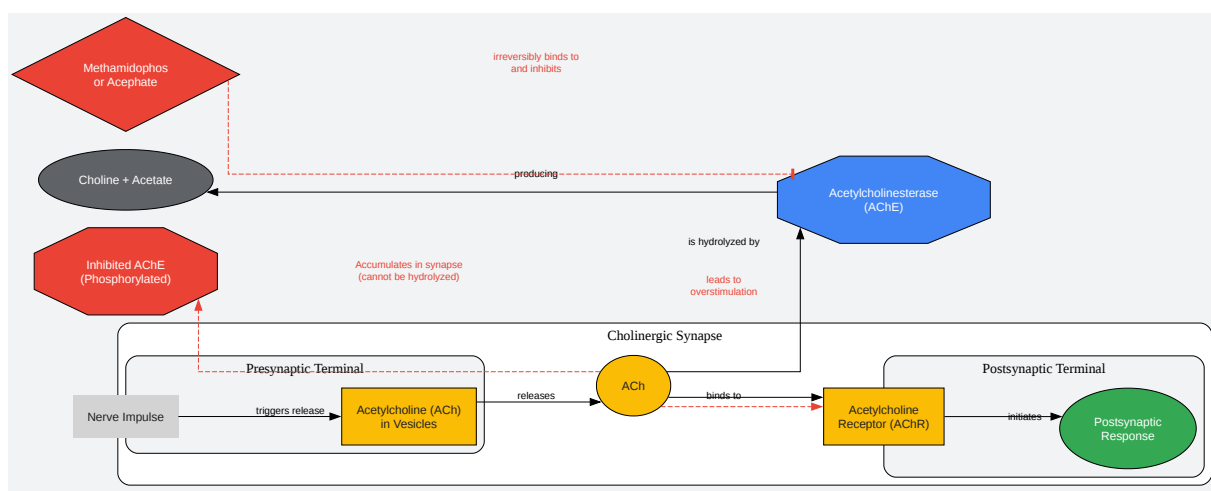 Methamidophos
or Acephate
irreversibly binds to
and inhibits
producing
Choline + Acetate
Acetylcholinesterase
(AChE)
is hydrolyzed by
Inhibited AChE
(Phosphorylated)
Accumulates in synapse
(cannot be hydrolyzed)
leads to
overstimulation
Cholinergic Synapse
Presynaptic Terminal
Postsynaptic Terminal
Nerve Impulse
triggers release
Acetylcholine (ACh)
in Vesicles
releases
ACh
binds to
Acetylcholine
Receptor (AChR)
initiates
Postsynaptic
Response